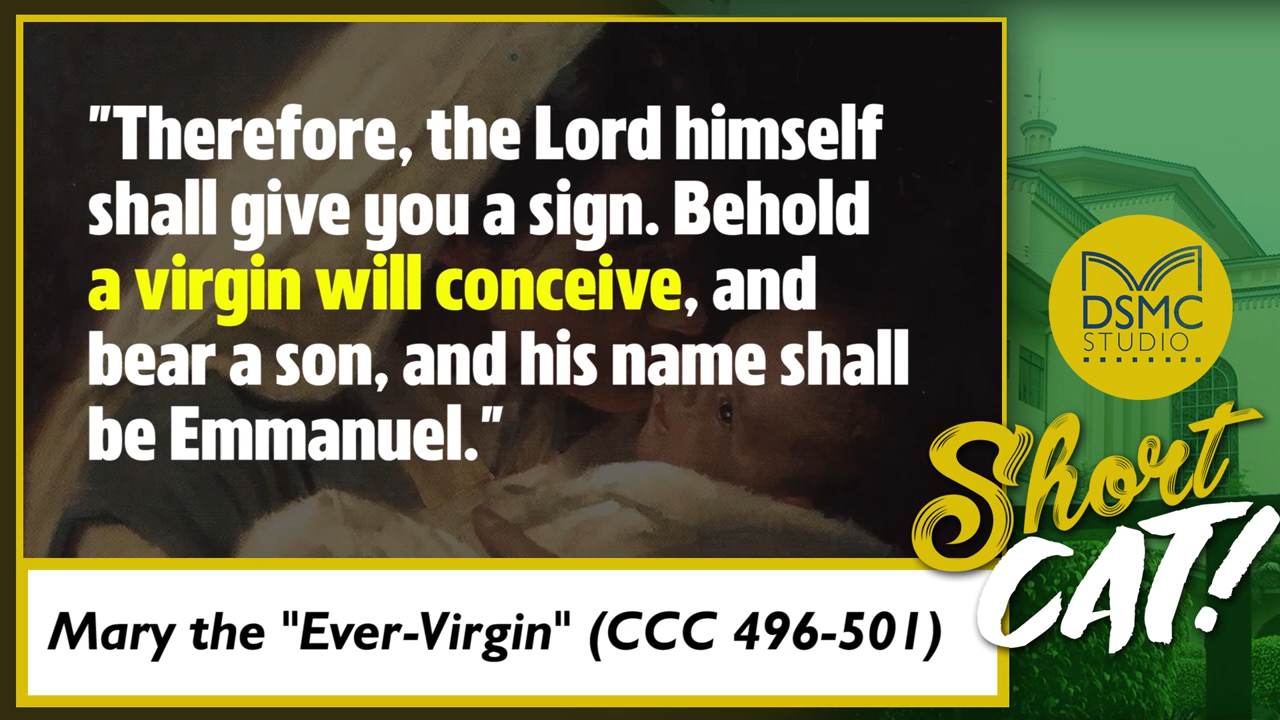 "Therefore, the Lord himself
shall give you a sign. Behold
a virgin will conceive, and
bear a son, and his name shall
be Emmanuel."
Mary the "Ever-Virgin" (CCC 496-501)
DSMC
STUDIO
Short
CAT!